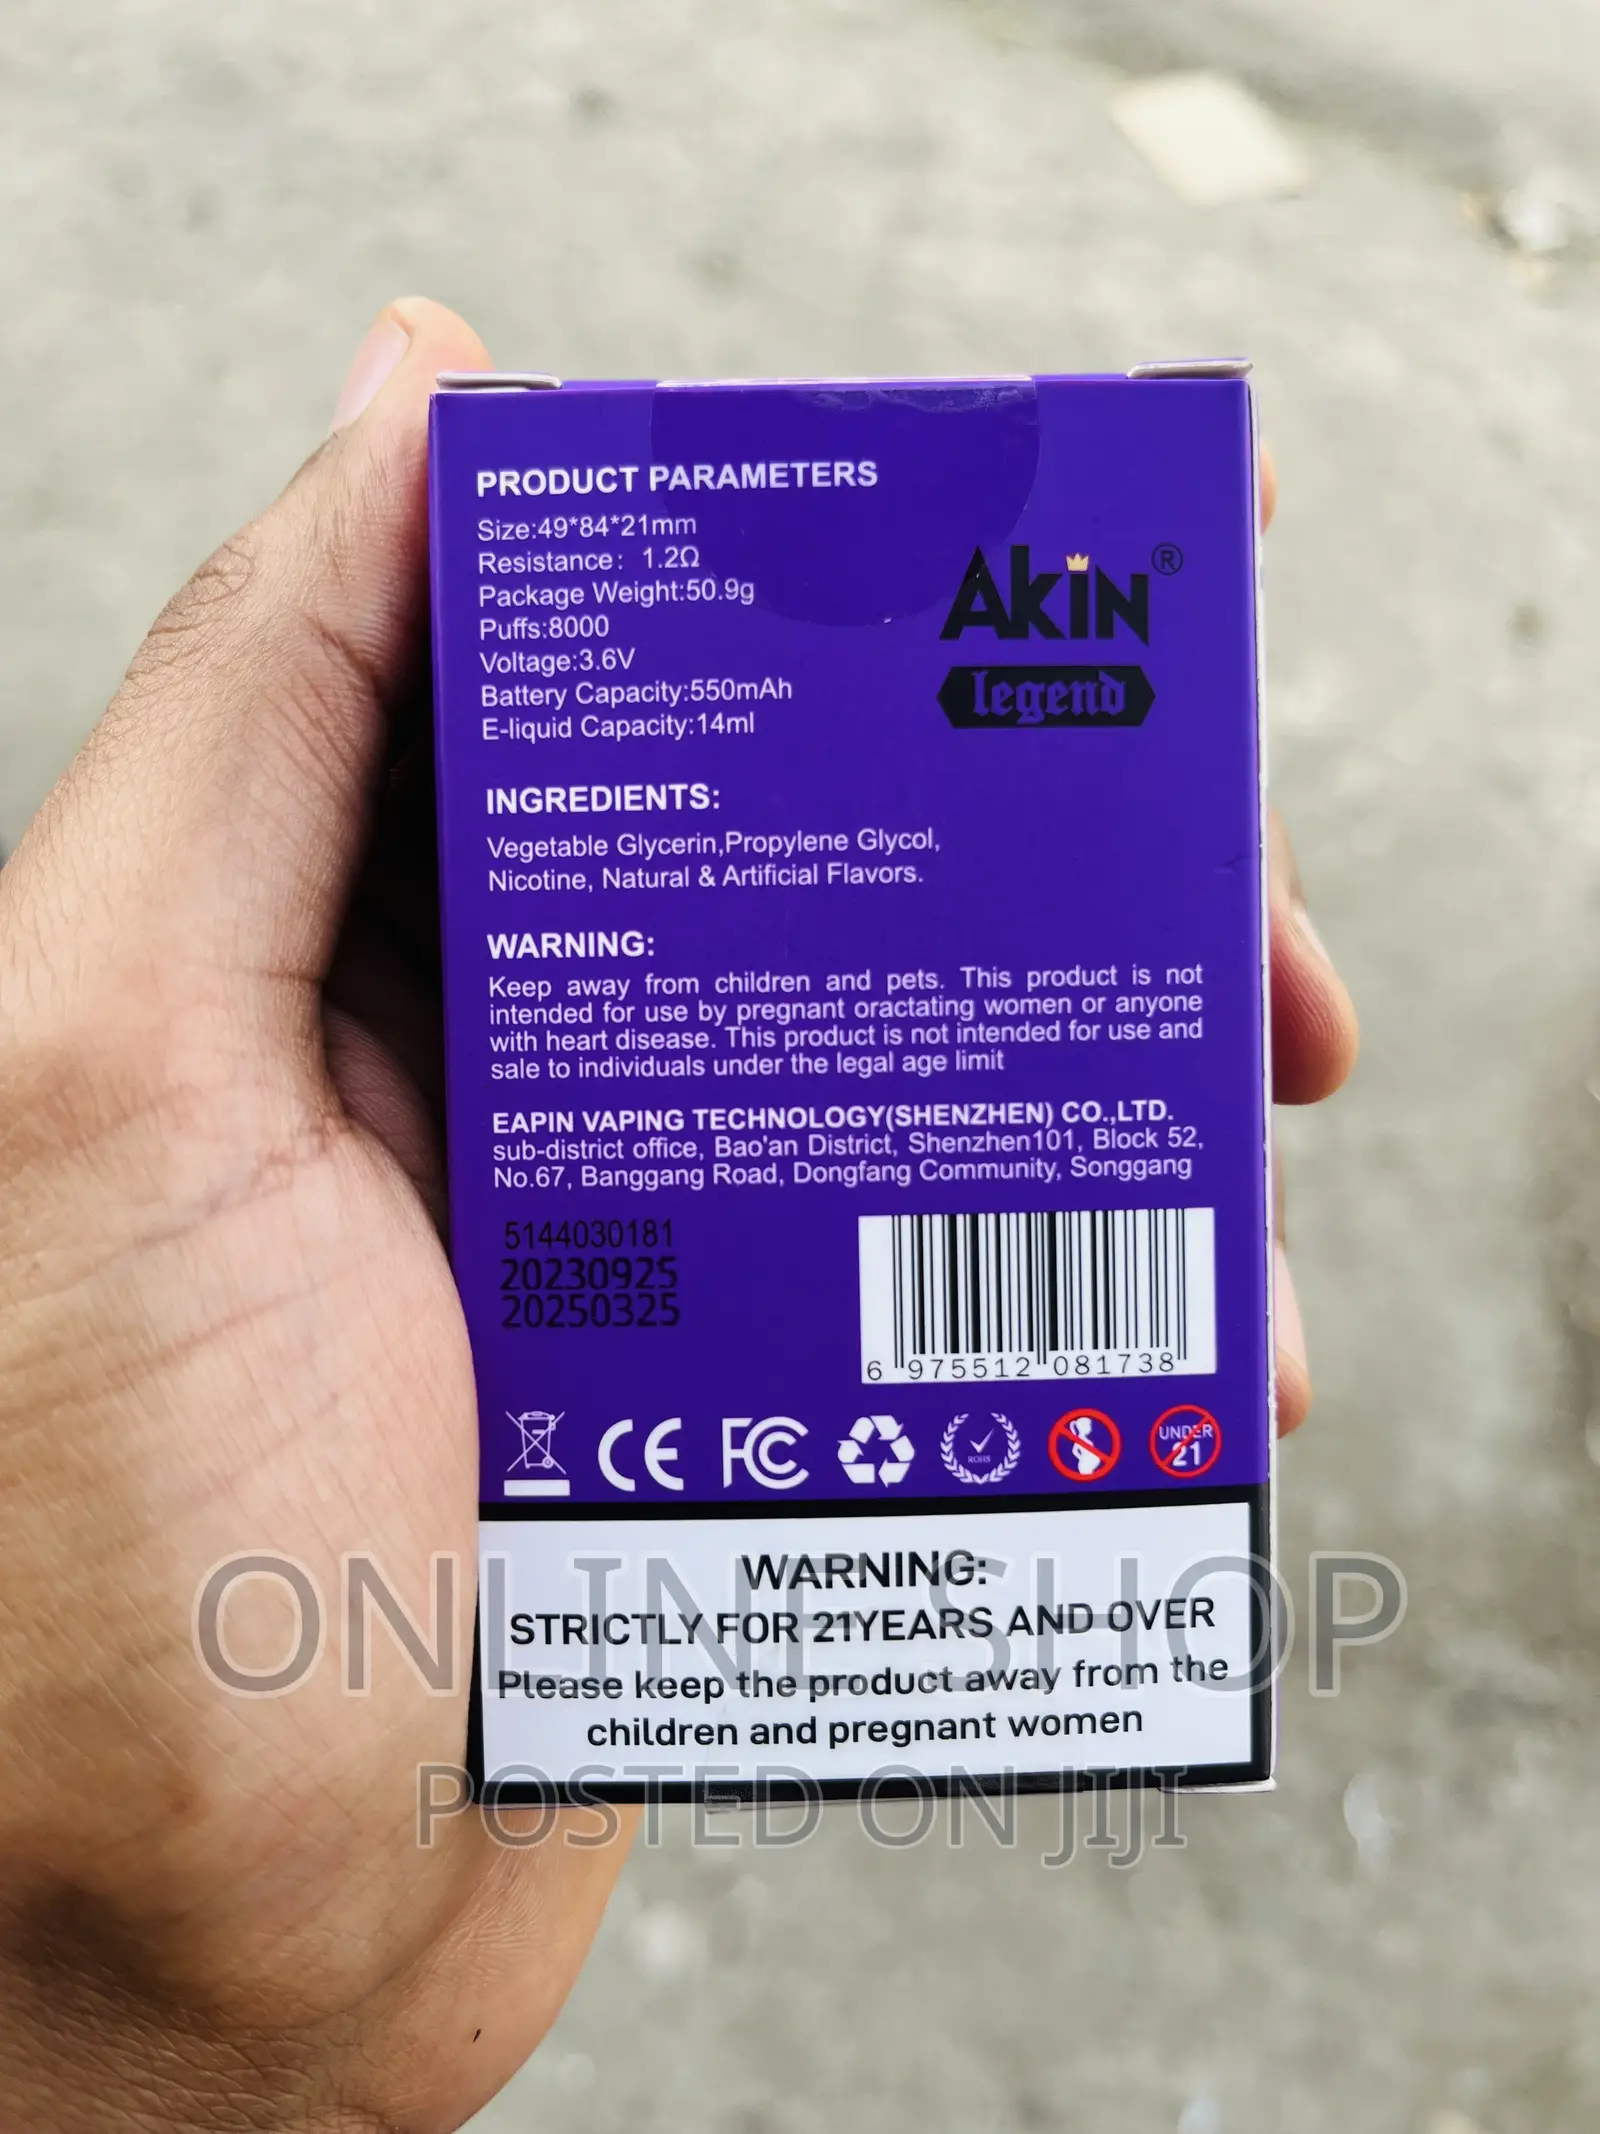 PRODUCT PARAMETERS
Size:49*84*21mm
Resistance: 1.2Ω
Package Weight:50.9g
Puffs:8000
Voltage:3.6V
Battery Capacity:550mAh
E-liquid Capacity:14ml
AkiN®
legend
INGREDIENTS:
Vegetable Glycerin,Propylene Glycol,
Nicotine, Natural & Artificial Flavors.
WARNING:
Keep away from children and pets. This product is not
intended for use by pregnant oractating women or anyone
with heart disease. This product is not intended for use and
sale to individuals under the legal age limit
EAPIN VAPING TECHNOLOGY(SHENZHEN) CO.,LTD.
sub-district office, Bao'an District, Shenzhen101, Block 52,
No.67, Banggang Road, Dongfang Community, Songgang
5144030181
20230925
20250325
6 975512 081738
CE FC ROHS UNDER 21
WARNING:
STRICTLY FOR 21YEARS AND OVER
Please keep the product away from the
children and pregnant women
ONLINE SHOP
POSTED ON JIJI